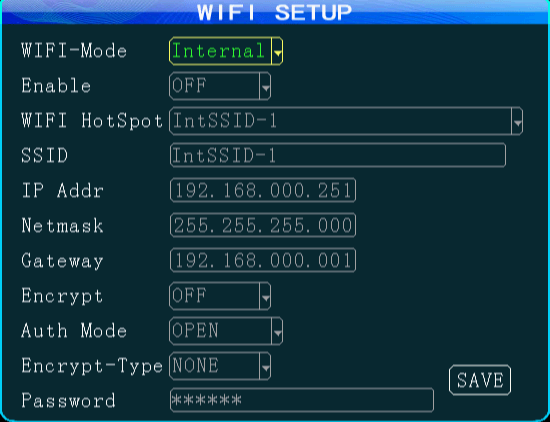 WIFI SETUP
WIFI-Mode Internal
Enable OFF
WIFI HotSpot IntSSID-1
SSID IntSSID-1
IP Addr 192.168.000.251
Netmask 255.255.255.000
Gateway 192.168.000.001
Encrypt OFF
Auth Mode OPEN
Encrypt-Type NONE
SAVE
Password ******